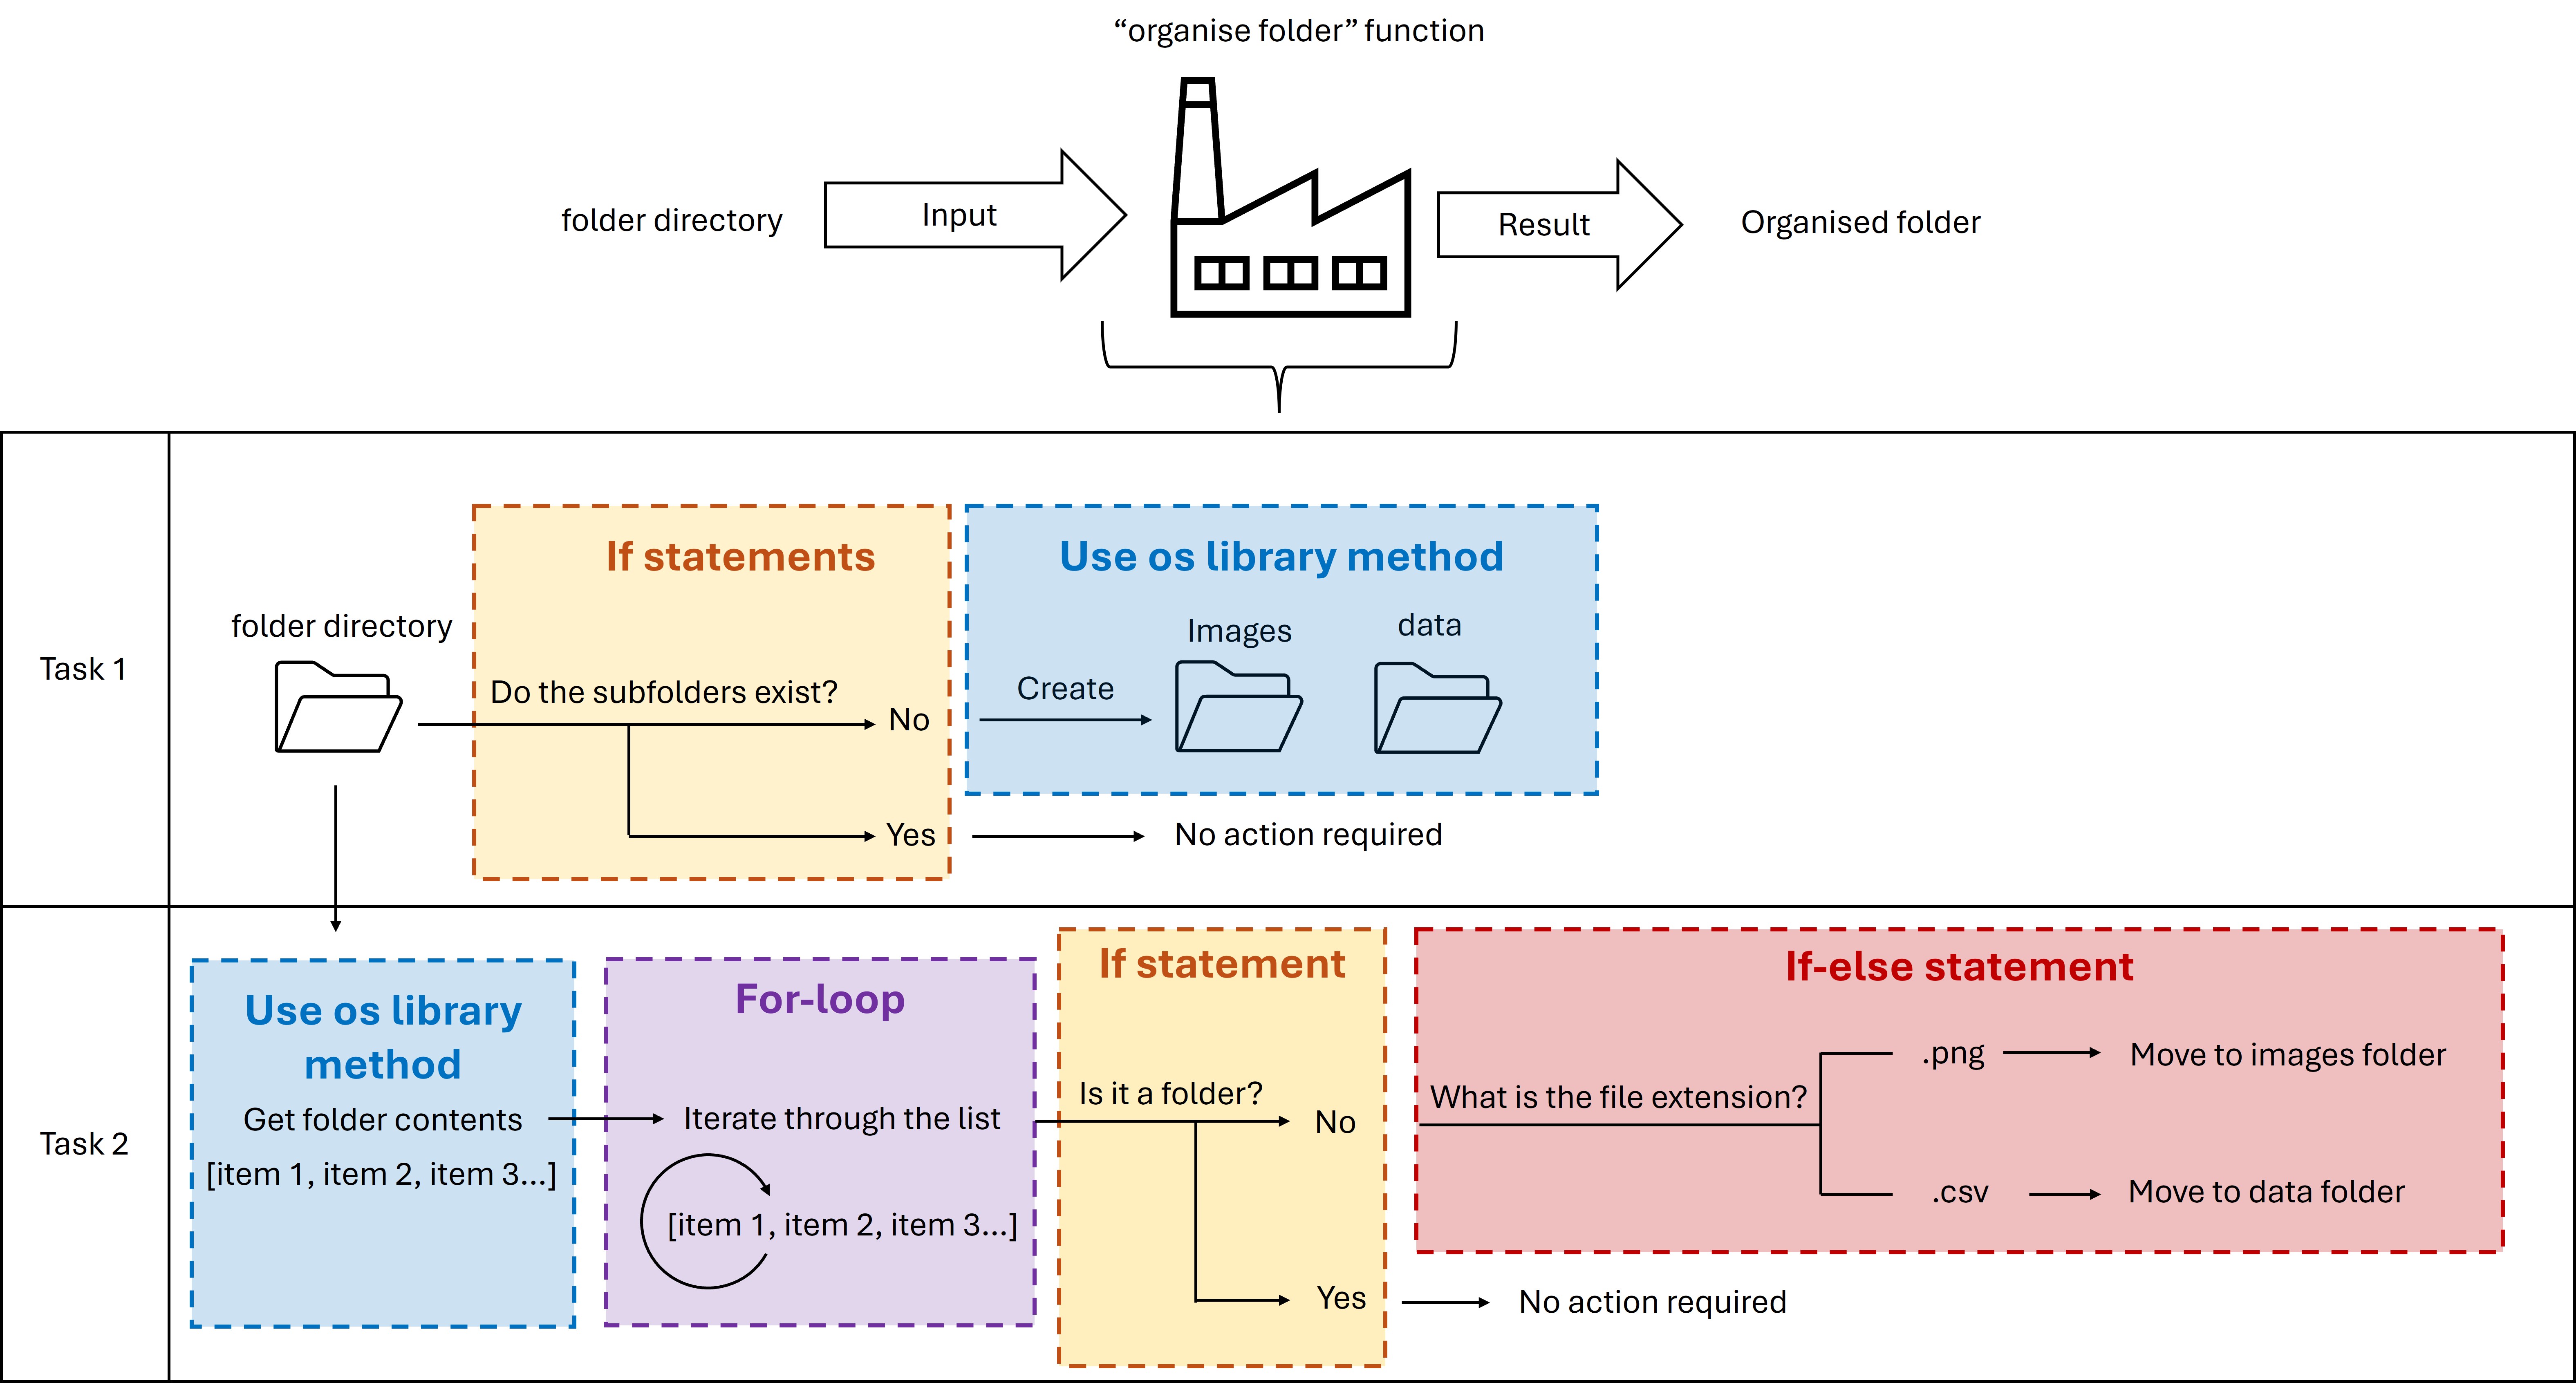 “organise folder” function
folder directory
Input
Result
Organised folder
Task 1
folder directory
If statements
Do the subfolders exist?
No
Yes
Use os library method
Create
Images
data
No action required
Task 2
Use os library
method
Get folder contents
[item 1, item 2, item 3...]
For-loop
Iterate through the list
[item 1, item 2, item 3...]
If statement
Is it a folder?
No
Yes
If-else statement
What is the file extension?
.png
Move to images folder
.csv
Move to data folder
No action required